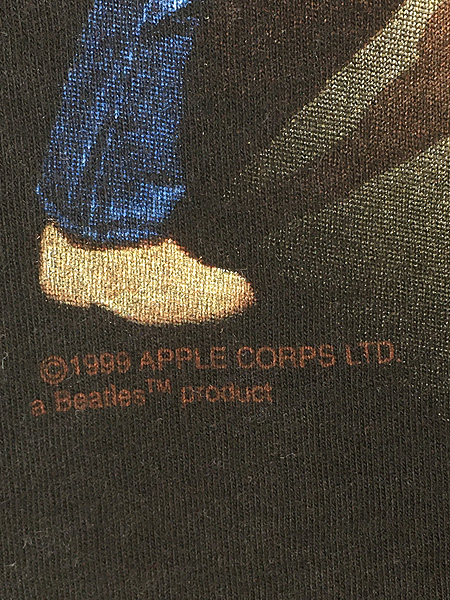 ©1999 APPLE CORPS LTD.
a Beatles™ product